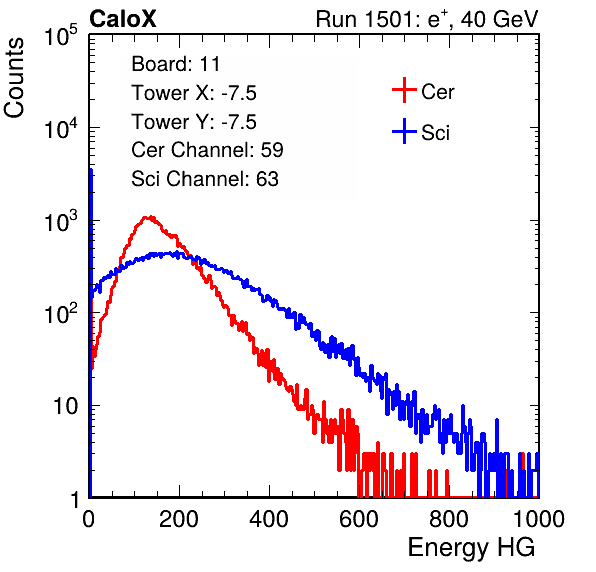 CaloX Run 1501: e⁺, 40 GeV
Counts
10⁵
10⁴
10³
10²
10
1
Board: 11
Tower X: -7.5
Tower Y: -7.5
Cer Channel: 59
Sci Channel: 63
Cer
Sci
0 200 400 600 800 1000
Energy HG